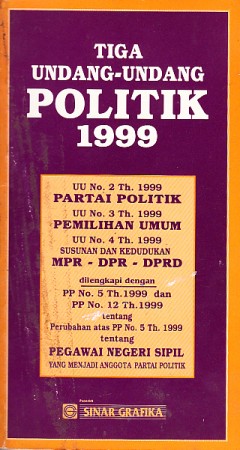 TIGA
UNDANG-UNDANG
POLITIK
1999
UU No. 2 Th. 1999
PARTAI POLITIK
UU No. 3 Th. 1999
PEMILIHAN UMUM
UU No. 4 Th. 1999
SUSUNAN DAN KEDUDUKAN
MPR - DPR - DPRD
dilengkapi dengan
PP No. 5 Th.1999 dan
PP No. 12 Th.1999
tentang
Perubahan atas PP No. 5 Th. 1999
tentang
PEGAWAI NEGERI SIPIL
YANG MENJADI ANGGOTA PARTAI POLITIK
Penerbit
SINAR GRAFIKA